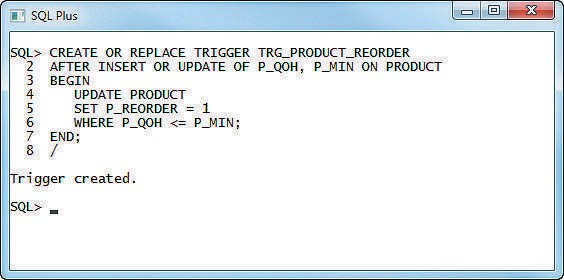 SQL Plus
SQL> CREATE OR REPLACE TRIGGER TRG_PRODUCT_REORDER
2 AFTER INSERT OR UPDATE OF P_QOH, P_MIN ON PRODUCT
3 BEGIN
4 UPDATE PRODUCT
5 SET P_REORDER = 1
6 WHERE P_QOH <= P_MIN;
7 END;
8 /
Trigger created.
SQL> _